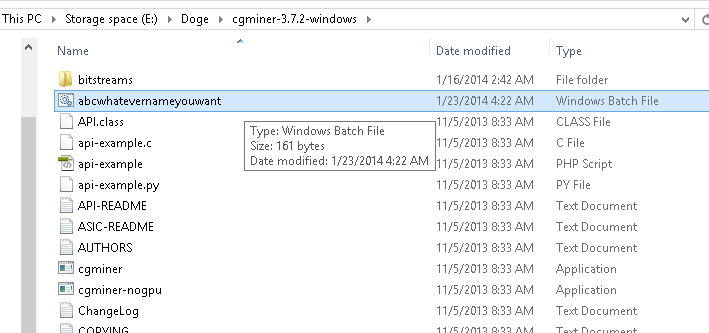 This PC Storage space (E:) Doge cgminer-3.7.2-windows
Name Date modified Type
bitstreams 1/16/2014 2:42 AM File folder
abcwhatevernameyouwant 1/23/2014 4:22 AM Windows Batch File
API.class 11/5/2013 8:33 AM CLASS File
api-example.c 11/5/2013 8:33 AM C File
api-example 11/5/2013 8:33 AM PHP Script
api-example.py 11/5/2013 8:33 AM PY File
API-README 11/5/2013 8:33 AM Text Document
ASIC-README 11/5/2013 8:33 AM Text Document
AUTHORS 11/5/2013 8:33 AM Text Document
cgminer 11/5/2013 8:33 AM Application
cgminer-nogpu 11/5/2013 8:33 AM Application
ChangeLog 11/5/2013 8:33 AM Text Document
COPYING 11/5/2013 8:33 AM Text Document
Type: Windows Batch File
Size: 161 bytes
Date modified: 1/23/2014 4:22 AM